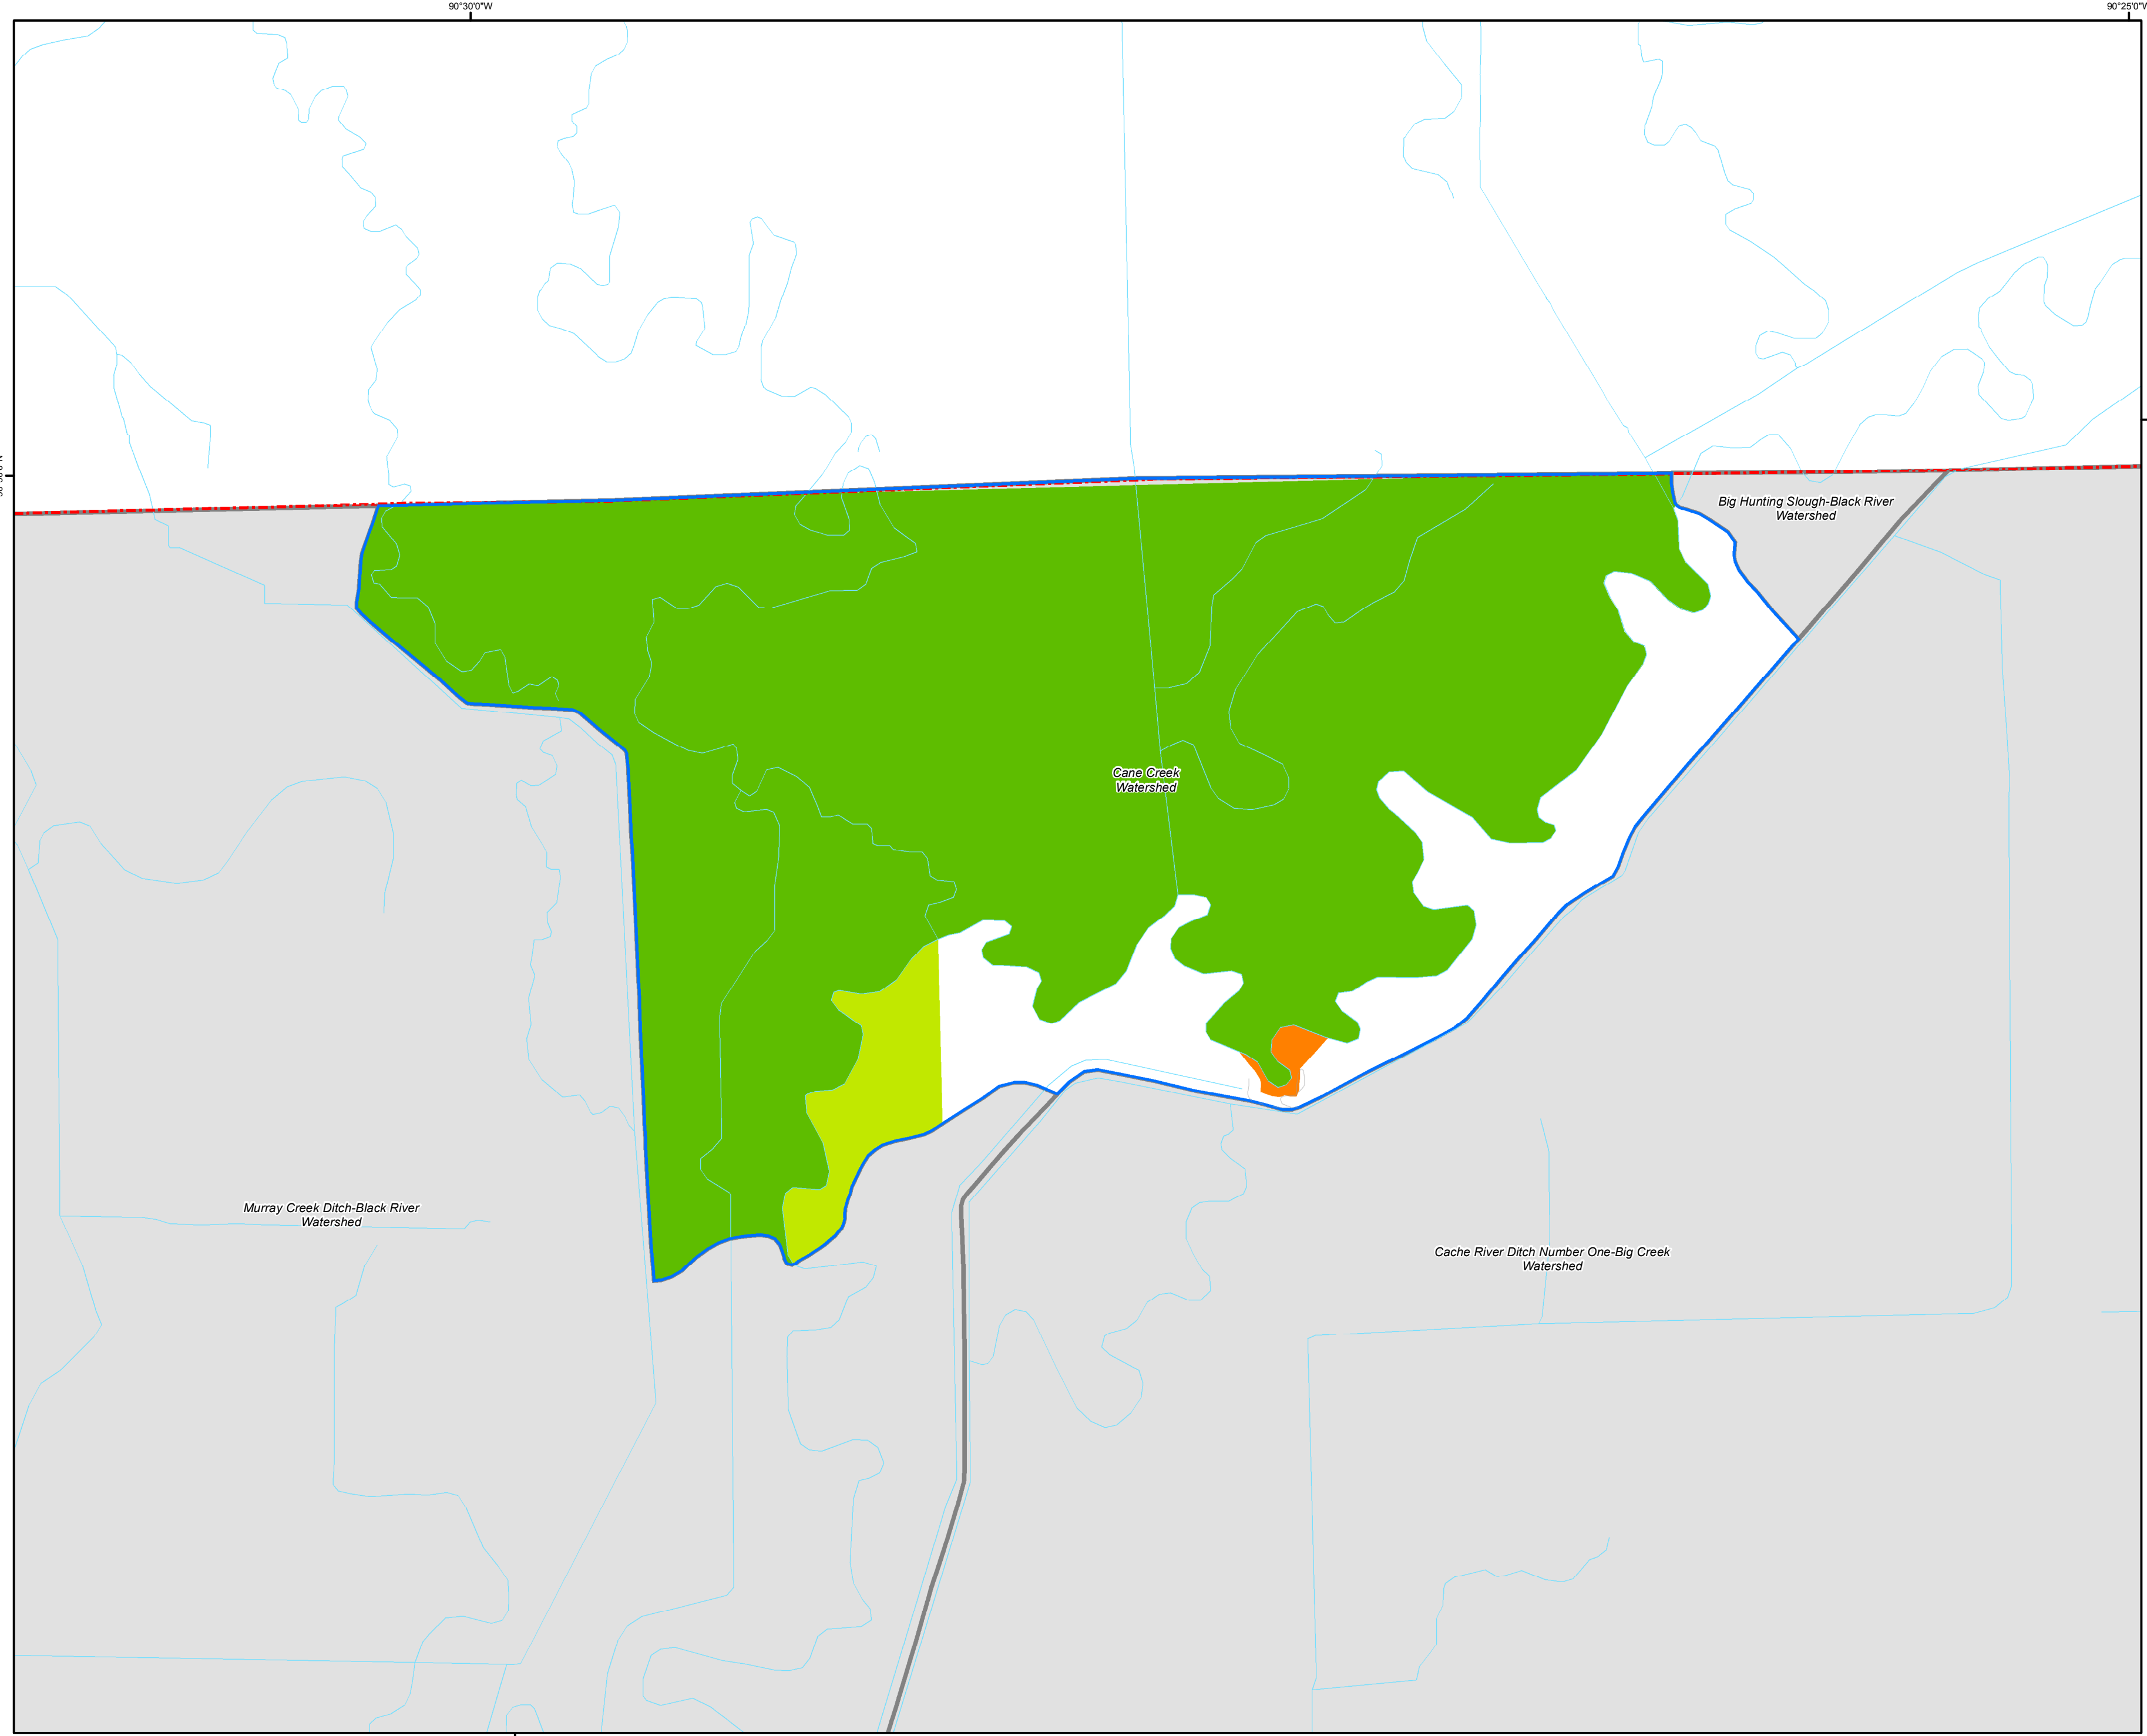 90°30'0"W
90°25'0"W
Big Hunting Slough-Black River
Watershed
Cane Creek
Watershed
Murray Creek Ditch-Black River
Watershed
Cache River Ditch Number One-Big Creek
Watershed